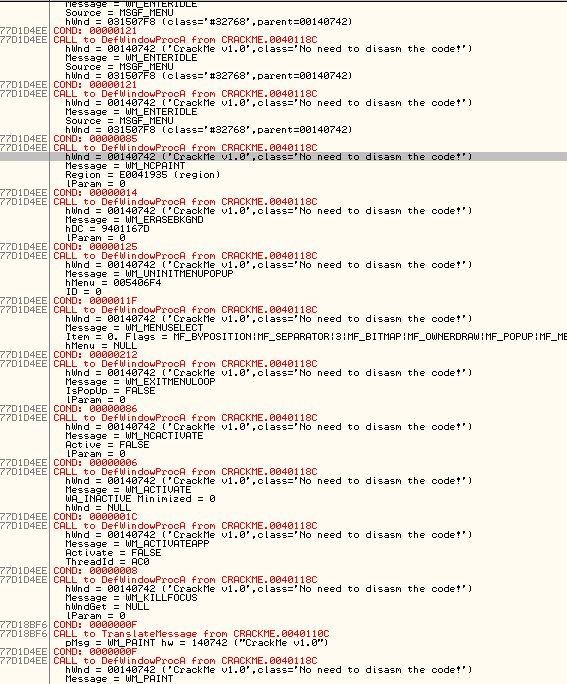 Message = WM_ENTERIDLE
Source = MSGF_MENU
hWnd = 031507F8 (class='#32768',parent=00140742)
77D1D4EE COND: 00000121
77D1D4EE CALL to DefWindowProcA from CRACKME.0040118C
hWnd = 00140742 ('CrackMe v1.0',class='No need to disasm the code!')
Message = WM_ENTERIDLE
Source = MSGF_MENU
hWnd = 031507F8 (class='#32768',parent=00140742)
77D1D4EE COND: 00000121
77D1D4EE CALL to DefWindowProcA from CRACKME.0040118C
hWnd = 00140742 ('CrackMe v1.0',class='No need to disasm the code!')
Message = WM_ENTERIDLE
Source = MSGF_MENU
hWnd = 031507F8 (class='#32768',parent=00140742)
77D1D4EE COND: 00000085
77D1D4EE CALL to DefWindowProcA from CRACKME.0040118C
hWnd = 00140742 ('CrackMe v1.0',class='No need to disasm the code!')
Message = WM_NCPAINT
Region = E0041935 (region)
lParam = 0
77D1D4EE COND: 00000014
77D1D4EE CALL to DefWindowProcA from CRACKME.0040118C
hWnd = 00140742 ('CrackMe v1.0',class='No need to disasm the code!')
Message = WM_ERASEBKGND
hDC = 9401167D
lParam = 0
77D1D4EE COND: 00000125
77D1D4EE CALL to DefWindowProcA from CRACKME.0040118C
hWnd = 00140742 ('CrackMe v1.0',class='No need to disasm the code!')
Message = WM_UNINITMENUPOPUP
hMenu = 005406F4
ID = 0
77D1D4EE COND: 0000011F
77D1D4EE CALL to DefWindowProcA from CRACKME.0040118C
hWnd = 00140742 ('CrackMe v1.0',class='No need to disasm the code!')
Message = WM_MENUSELECT
Item = 0. Flags = MF_BYPOSITION¦MF_SEPARATOR¦3¦MF_BITMAP¦MF_OWNERDRAW¦MF_POPUP¦MF_ME
hMenu = NULL
77D1D4EE COND: 00000212
77D1D4EE CALL to DefWindowProcA from CRACKME.0040118C
hWnd = 00140742 ('CrackMe v1.0',class='No need to disasm the code!')
Message = WM_EXITMENULOOP
IsPopUp = FALSE
lParam = 0
77D1D4EE COND: 00000086
77D1D4EE CALL to DefWindowProcA from CRACKME.0040118C
hWnd = 00140742 ('CrackMe v1.0',class='No need to disasm the code!')
Message = WM_NCACTIVATE
Active = FALSE
lParam = 0
77D1D4EE COND: 00000006
77D1D4EE CALL to DefWindowProcA from CRACKME.0040118C
hWnd = 00140742 ('CrackMe v1.0',class='No need to disasm the code!')
Message = WM_ACTIVATE
WA_INACTIVE Minimized = 0
hWnd = NULL
77D1D4EE COND: 0000001C
77D1D4EE CALL to DefWindowProcA from CRACKME.0040118C
hWnd = 00140742 ('CrackMe v1.0',class='No need to disasm the code!')
Message = WM_ACTIVATEAPP
Activate = FALSE
ThreadId = AC0
77D1D4EE COND: 00000008
77D1D4EE CALL to DefWindowProcA from CRACKME.0040118C
hWnd = 00140742 ('CrackMe v1.0',class='No need to disasm the code!')
Message = WM_KILLFOCUS
hWndGet = NULL
lParam = 0
77D18BF6 COND: 0000000F
77D18BF6 CALL to TranslateMessage from CRACKME.0040110C
pMsg = WM_PAINT hw = 140742 ("CrackMe v1.0")
77D1D4EE COND: 0000000F
77D1D4EE CALL to DefWindowProcA from CRACKME.0040118C
hWnd = 00140742 ('CrackMe v1.0',class='No need to disasm the code!')
Message = WM_PAINT